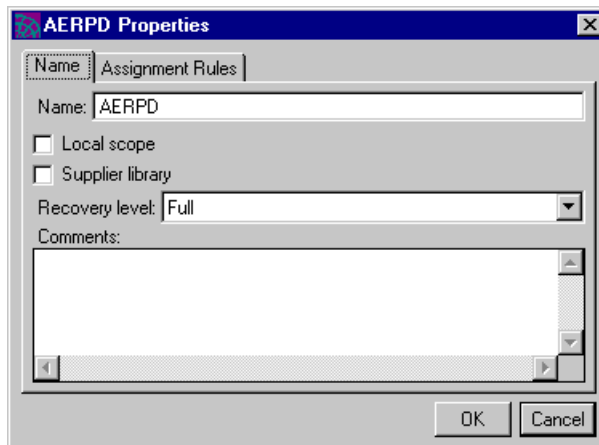 AERPD Properties
Name Assignment Rules
Name: AERPD
Local scope
Supplier library
Recovery level: Full
Comments:
OK Cancel